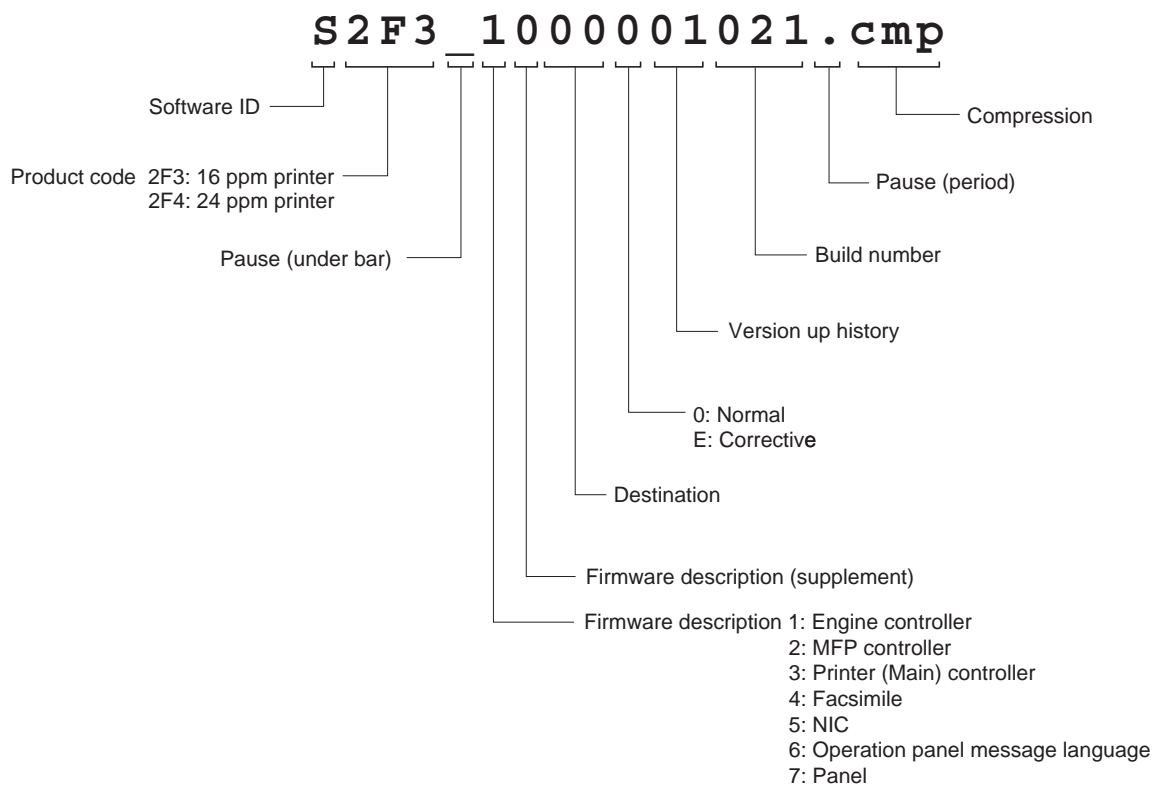 S2F3_1000001021.cmp
Software ID
Compression
Product code 2F3: 16 ppm printer
2F4: 24 ppm printer
Pause (period)
Pause (under bar)
Build number
Version up history
0: Normal
E: Corrective
Destination
Firmware description (supplement)
Firmware description 1: Engine controller
2: MFP controller
3: Printer (Main) controller
4: Facsimile
5: NIC
6: Operation panel message language
7: Panel